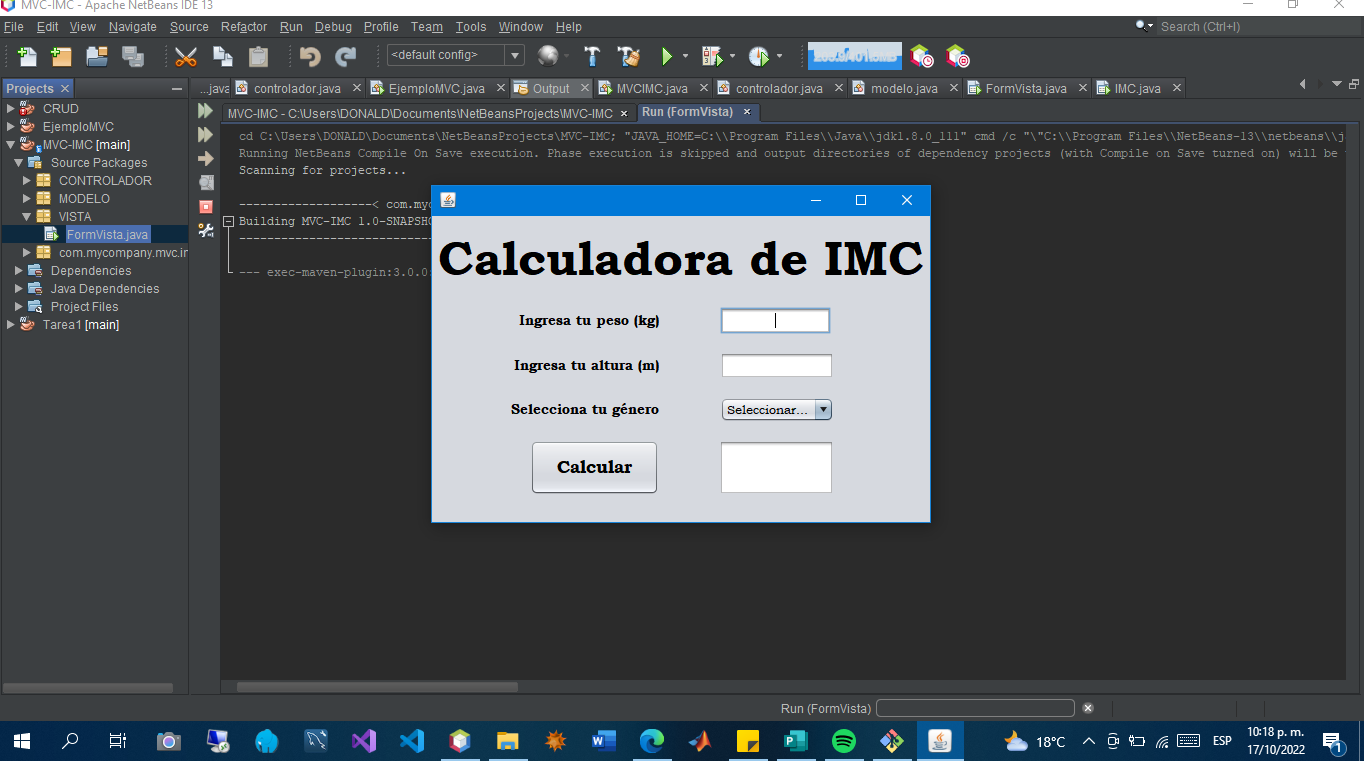 MVC-IMC - Apache NetBeans IDE 13
File Edit View Navigate Source Refactor Run Debug Profile Team Tools Window Help
Search (Ctrl+I)
<default config>
Projects
...java controlador.java EjemploMVC.java Output MVCIMC.java controlador.java modelo.java FormVista.java IMC.java
CRUD
EjemploMVC
MVC-IMC [main]
Source Packages
CONTROLADOR
MODELO
VISTA
FormVista.java
com.mycompany.mvc.im
Dependencies
Java Dependencies
Project Files
Tarea1 [main]
MVC-IMC - C:\Users\DONALD\Documents\NetBeansProjects\MVC-IMC Run (FormVista)
cd C:\Users\DONALD\Documents\NetBeansProjects\MVC-IMC; "JAVA_HOME=C:\\Program Files\\Java\\jdk1.8.0_111" cmd /c "\"C:\\Program Files\\NetBeans-13\\netbeans\\j
Running NetBeans Compile On Save execution. Phase execution is skipped and output directories of dependency projects (with Compile on Save turned on) will be
Scanning for projects...
-------------------< com.myc
Building MVC-IMC 1.0-SNAPSHO
--- exec-maven-plugin:3.0.0:
Calculadora de IMC
Ingresa tu peso (kg)
Ingresa tu altura (m)
Selecciona tu género
Seleccionar...
Calcular
Run (FormVista)
18°C
ESP
10:18 p. m.
17/10/2022
1